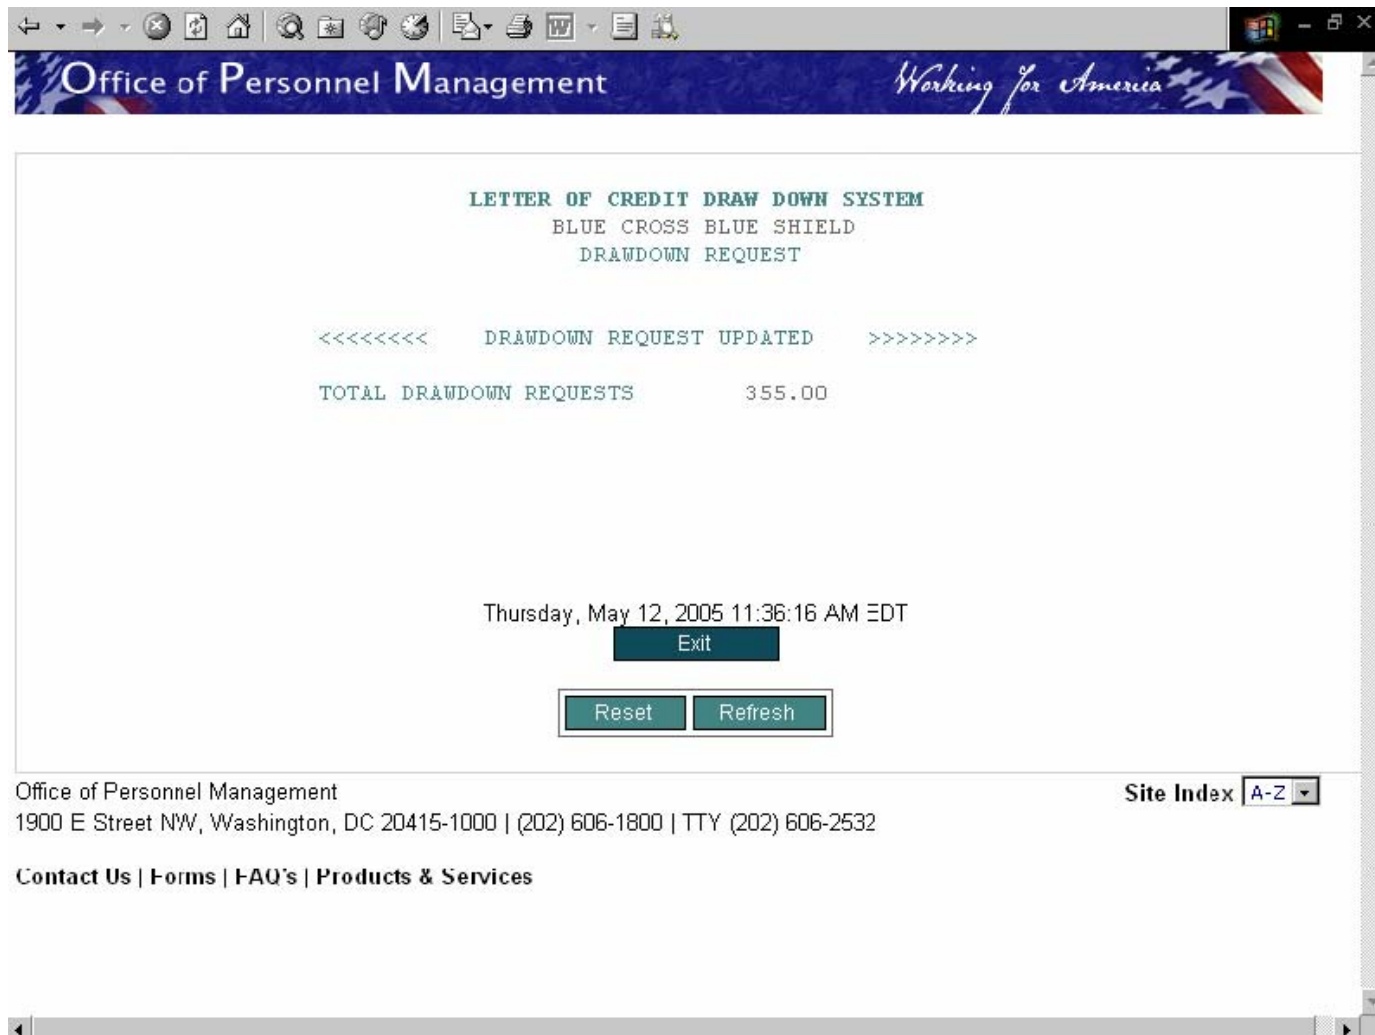 Office of Personnel Management
Working for America
LETTER OF CREDIT DRAW DOWN SYSTEM
BLUE CROSS BLUE SHIELD
DRAWDOWN REQUEST
<<<<<<<< DRAWDOWN REQUEST UPDATED >>>>>>>>
TOTAL DRAWDOWN REQUESTS 355.00
Thursday, May 12, 2005 11:36:16 AM EDT
Exit
Reset Refresh
Office of Personnel Management
Site Index A-Z
1900 E Street NW, Washington, DC 20415-1000 | (202) 606-1800 | TTY (202) 606-2532
Contact Us | Forms | FAQ's | Products & Services